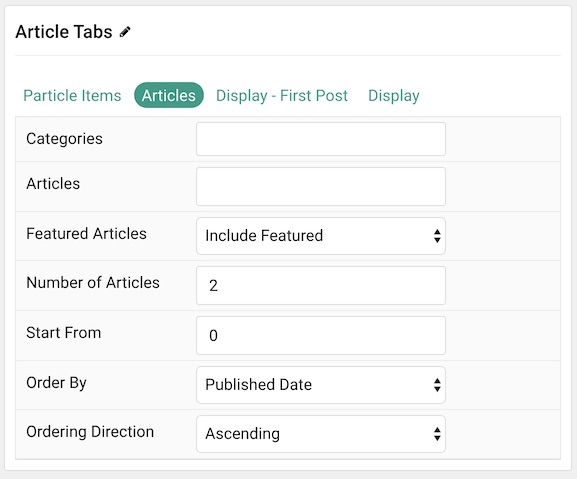 Article Tabs
Particle Items Articles Display - First Post Display
Categories
Articles
Featured Articles Include Featured
Number of Articles 2
Start From 0
Order By Published Date
Ordering Direction Ascending